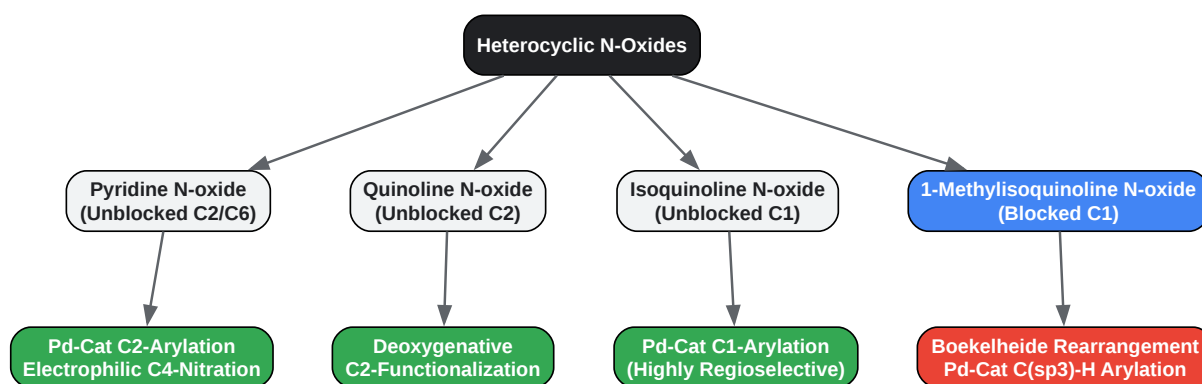 Heterocyclic N-Oxides
Pyridine N-oxide
(Unblocked C2/C6)
Quinoline N-oxide
(Unblocked C2)
Isoquinoline N-oxide
(Unblocked C1)
1-Methylisoquinoline N-oxide
(Blocked C1)
Pd-Cat C2-Arylation
Electrophilic C4-Nitration
Deoxygenative
C2-Functionalization
Pd-Cat C1-Arylation
(Highly Regioselective)
Boekelheide Rearrangement
Pd-Cat C(sp3)-H Arylation